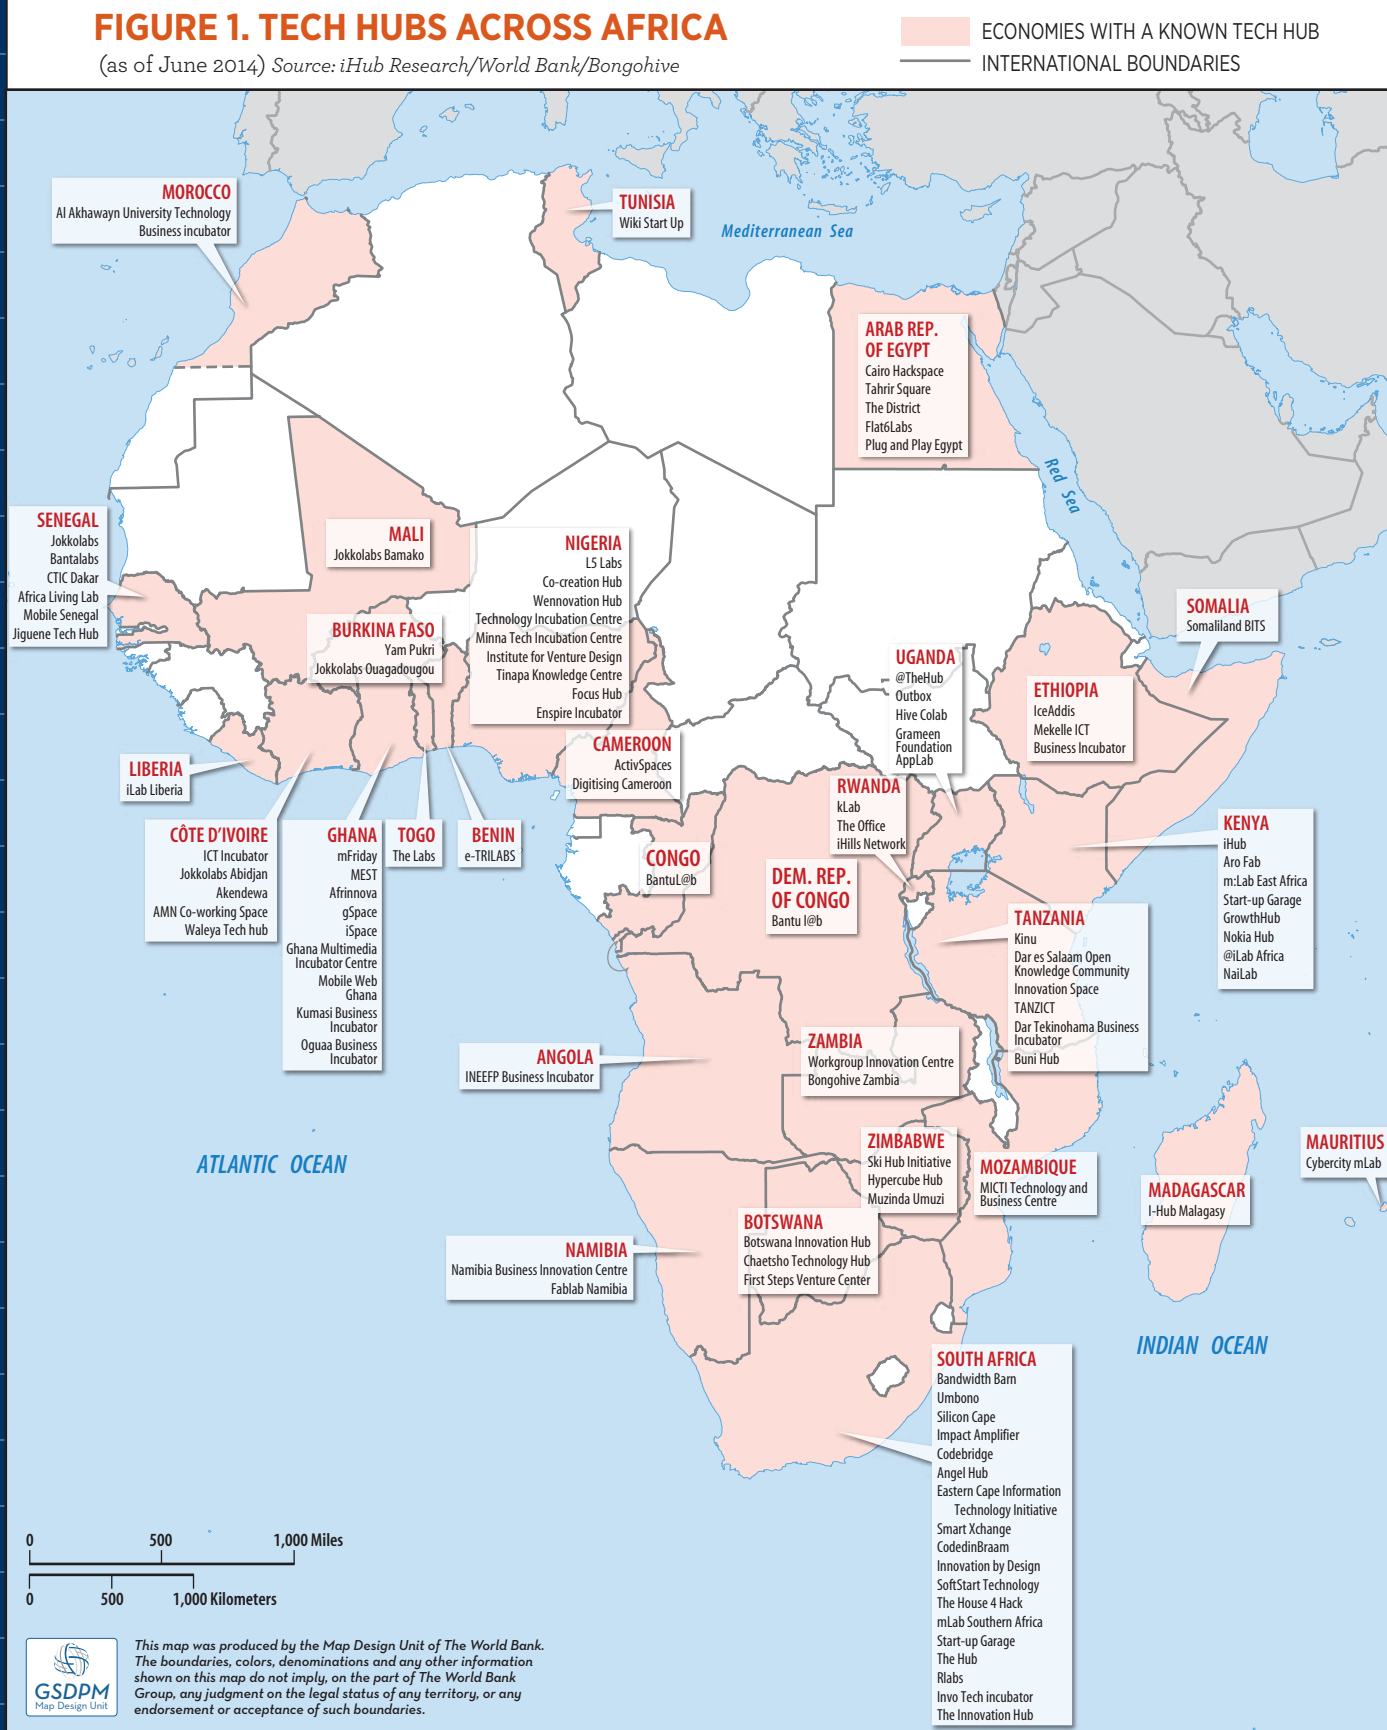 FIGURE 1. TECH HUBS ACROSS AFRICA
(as of June 2014) Source: iHub Research/World Bank/Bongohive
ECONOMIES WITH A KNOWN TECH HUB
INTERNATIONAL BOUNDARIES
MOROCCO
Al Akhawayn University Technology
Business incubator
TUNISIA
Wiki Start Up
Mediterranean Sea
ARAB REP.
OF EGYPT
Cairo Hackspace
Tahrir Square
The District
Flat6Labs
Plug and Play Egypt
Red Sea
SENEGAL
Jokkolabs
Bantalabs
CTIC Dakar
Africa Living Lab
Mobile Senegal
Jiguene Tech Hub
MALI
Jokkolabs Bamako
BURKINA FASO
Yam Pukri
Jokkolabs Ouagadougou
NIGERIA
L5 Labs
Co-creation Hub
Wennovation Hub
Technology Incubation Centre
Minna Tech Incubation Centre
Institute for Venture Design
Tinapa Knowledge Centre
Focus Hub
Enspire Incubator
SOMALIA
Somaliland BITS
UGANDA
@TheHub
Outbox
Hive Colab
Grameen
Foundation
AppLab
ETHIOPIA
IceAddis
Mekelle ICT
Business Incubator
CAMEROON
ActivSpaces
Digitising Cameroon
LIBERIA
iLab Liberia
RWANDA
kLab
The Office
iHills Network
CÔTE D'IVOIRE
ICT Incubator
Jokkolabs Abidjan
Akendewa
AMN Co-working Space
Waleya Tech hub
GHANA
mFriday
MEST
Afrinnova
gSpace
iSpace
Ghana Multimedia
Incubator Centre
Mobile Web
Ghana
Kumasi Business
Incubator
Oguaa Business
Incubator
TOGO
The Labs
BENIN
e-TRILABS
CONGO
BantuL@b
DEM. REP.
OF CONGO
Bantu l@b
KENYA
iHub
Aro Fab
m:Lab East Africa
Start-up Garage
GrowthHub
Nokia Hub
@iLab Africa
NaiLab
TANZANIA
Kinu
Dar es Salaam Open
Knowledge Community
Innovation Space
TANZICT
Dar Tekinohama Business
Incubator
Buni Hub
ANGOLA
INEEFP Business Incubator
ZAMBIA
Workgroup Innovation Centre
Bongohive Zambia
ZIMBABWE
Ski Hub Initiative
Hypercube Hub
Muzinda Umuzi
MOZAMBIQUE
MICTI Technology and
Business Centre
MADAGASCAR
I-Hub Malagasy
MAURITIUS
Cybercity mLab
ATLANTIC OCEAN
BOTSWANA
Botswana Innovation Hub
Chaetsho Technology Hub
First Steps Venture Center
NAMIBIA
Namibia Business Innovation Centre
Fablab Namibia
INDIAN OCEAN
SOUTH AFRICA
Bandwidth Barn
Umbono
Silicon Cape
Impact Amplifier
Codebridge
Angel Hub
Eastern Cape Information
Technology Initiative
Smart Xchange
CodedinBraam
Innovation by Design
SoftStart Technology
The House 4 Hack
mLab Southern Africa
Start-up Garage
The Hub
Rlabs
Invo Tech incubator
The Innovation Hub
0 500 1,000 Miles
0 500 1,000 Kilometers
GSDPM
Map Design Unit
This map was produced by the Map Design Unit of The World Bank.
The boundaries, colors, denominations and any other information
shown on this map do not imply, on the part of The World Bank
Group, any judgment on the legal status of any territory, or any
endorsement or acceptance of such boundaries.